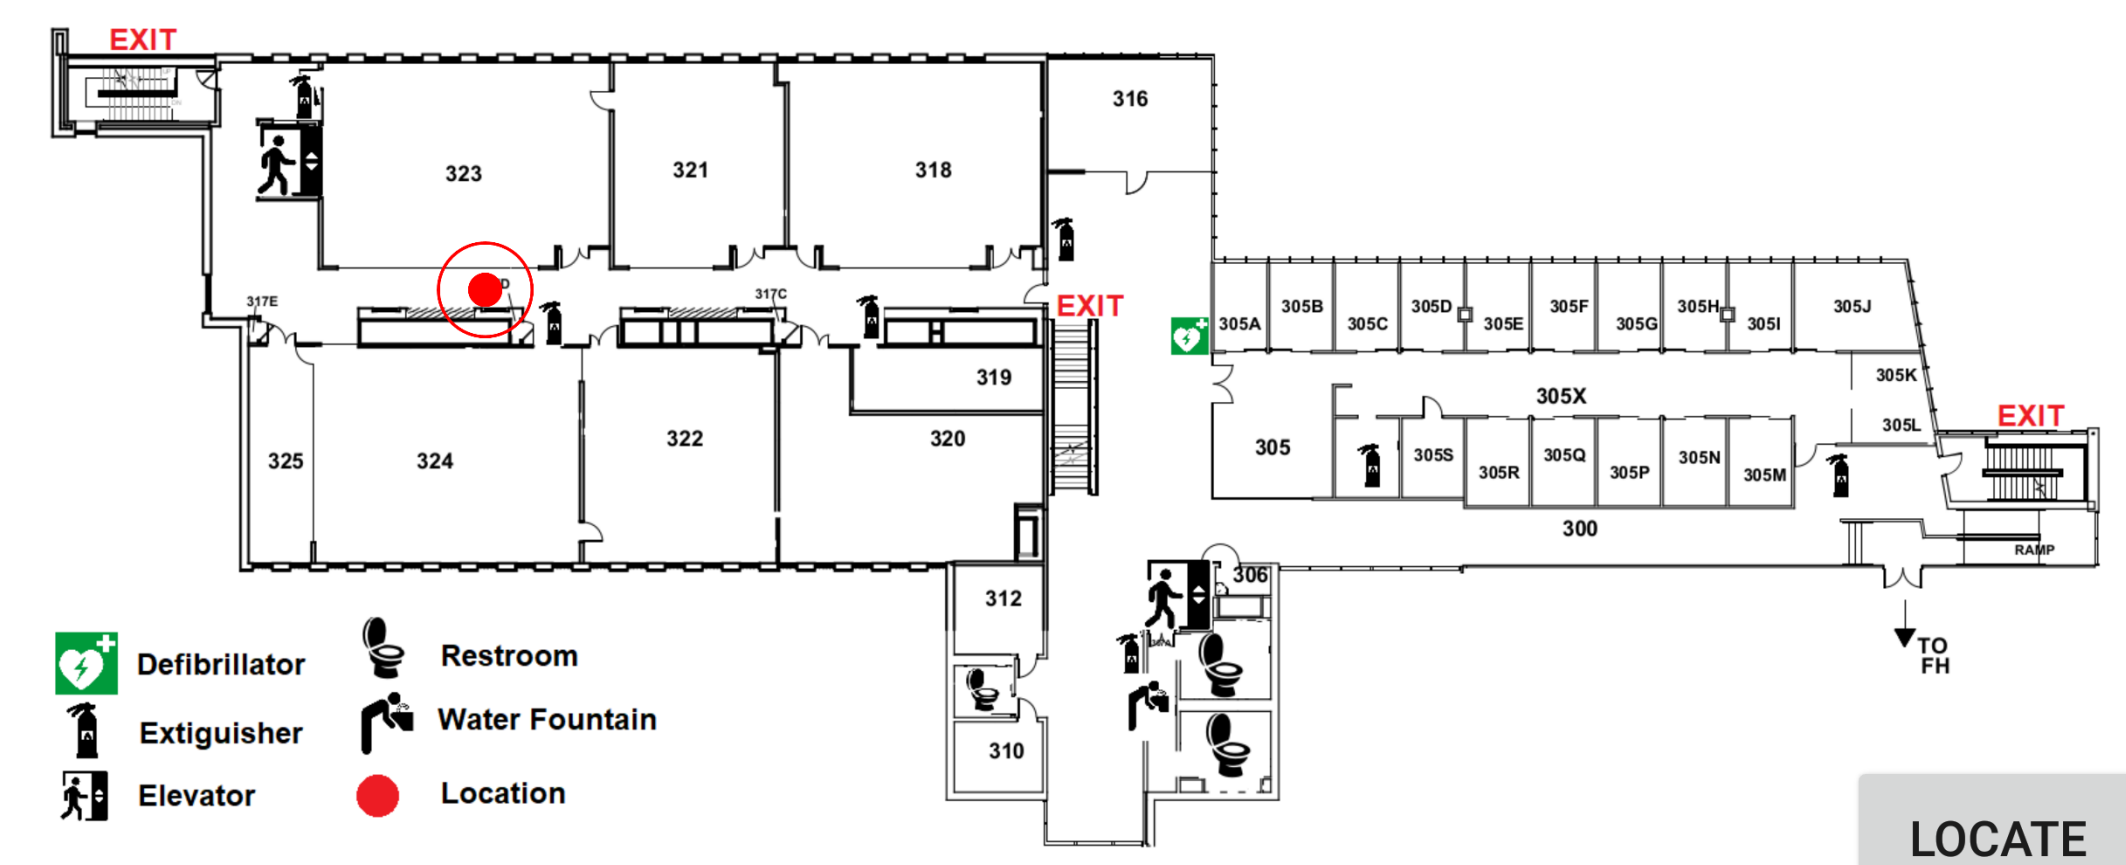 EXIT
316
323
321
318
D
317E
317C
EXIT
305A
305B
305C
305D
305E
305F
305G
305H
305I
305J
319
305K
305X
EXIT
305L
322
320
305
325
324
305S
305R
305Q
305P
305N
305M
300
RAMP
306
312
TO
FH
310
Defibrillator
Restroom
Extiguisher
Water Fountain
Elevator
Location
LOCATE